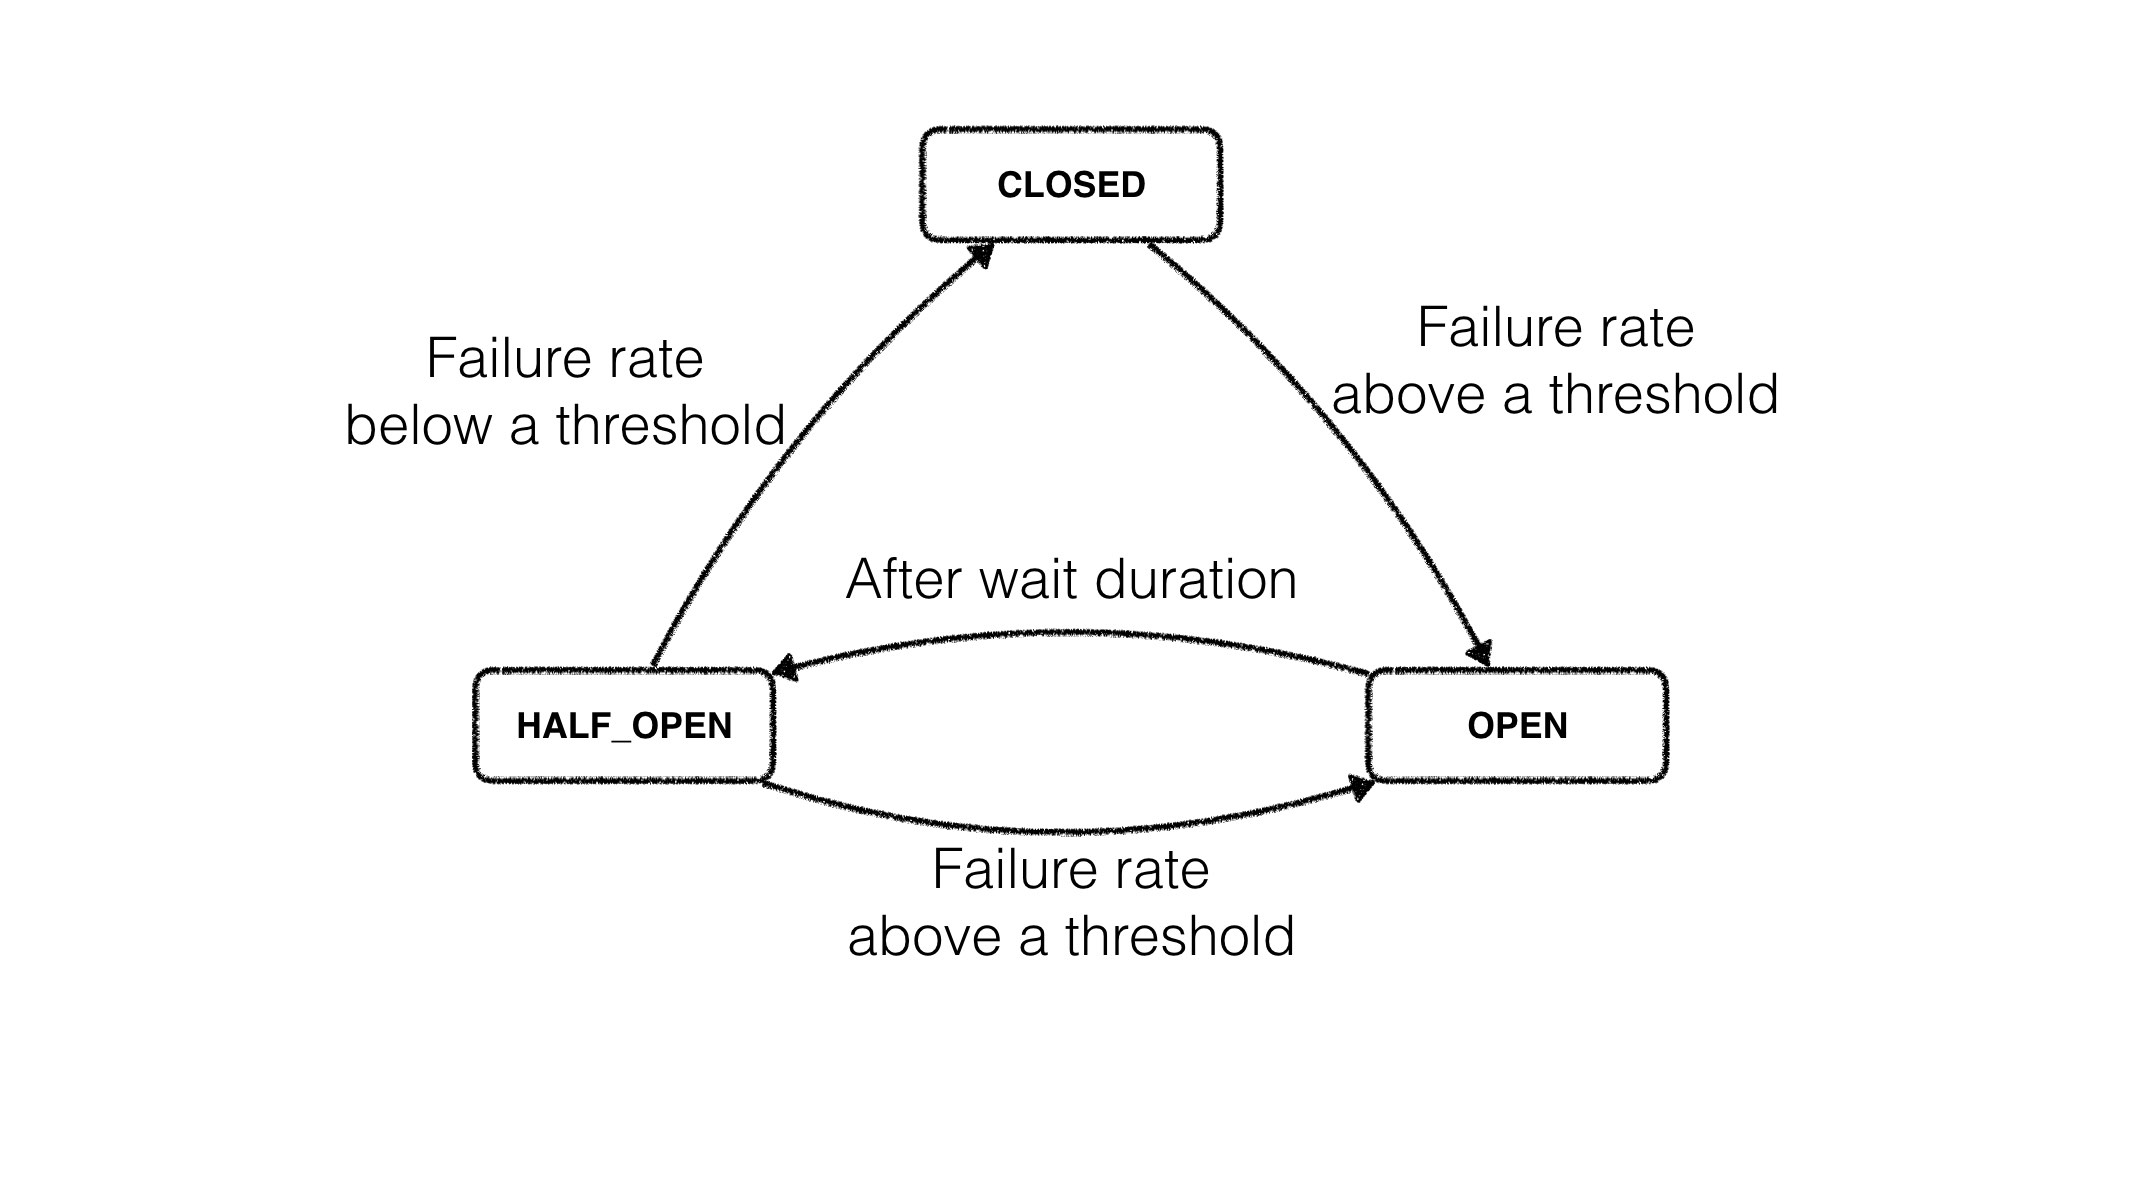 CLOSED
Failure rate
above a threshold
Failure rate
below a threshold
After wait duration
HALF_OPEN
OPEN
Failure rate
above a threshold